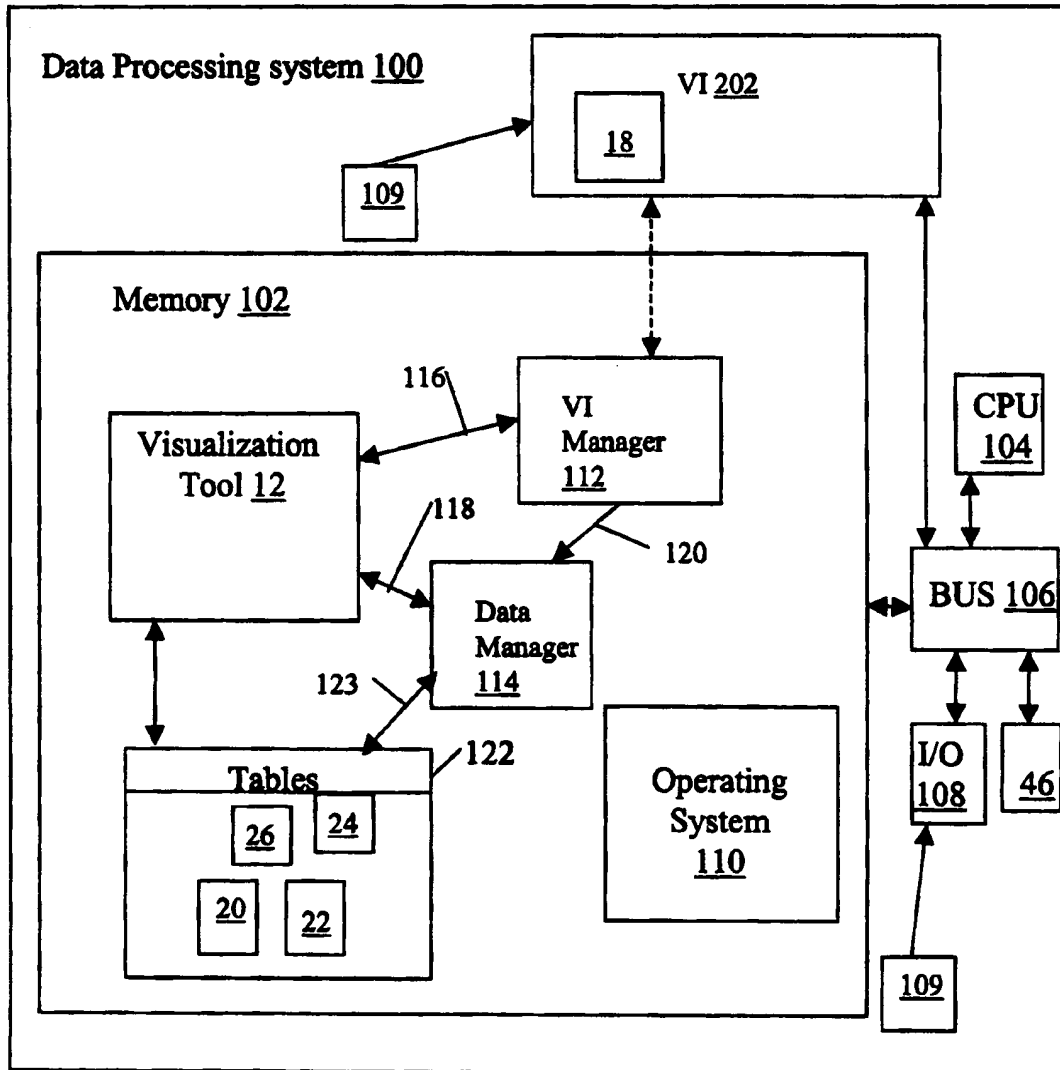 Data Processing system 100
VI 202
18
109
Memory 102
116
VI
Manager
112
CPU
104
Visualization
Tool 12
118
120
BUS 106
Data
Manager
114
123
122
Tables
24
26
20
22
Operating
System
110
I/O
108
46
109